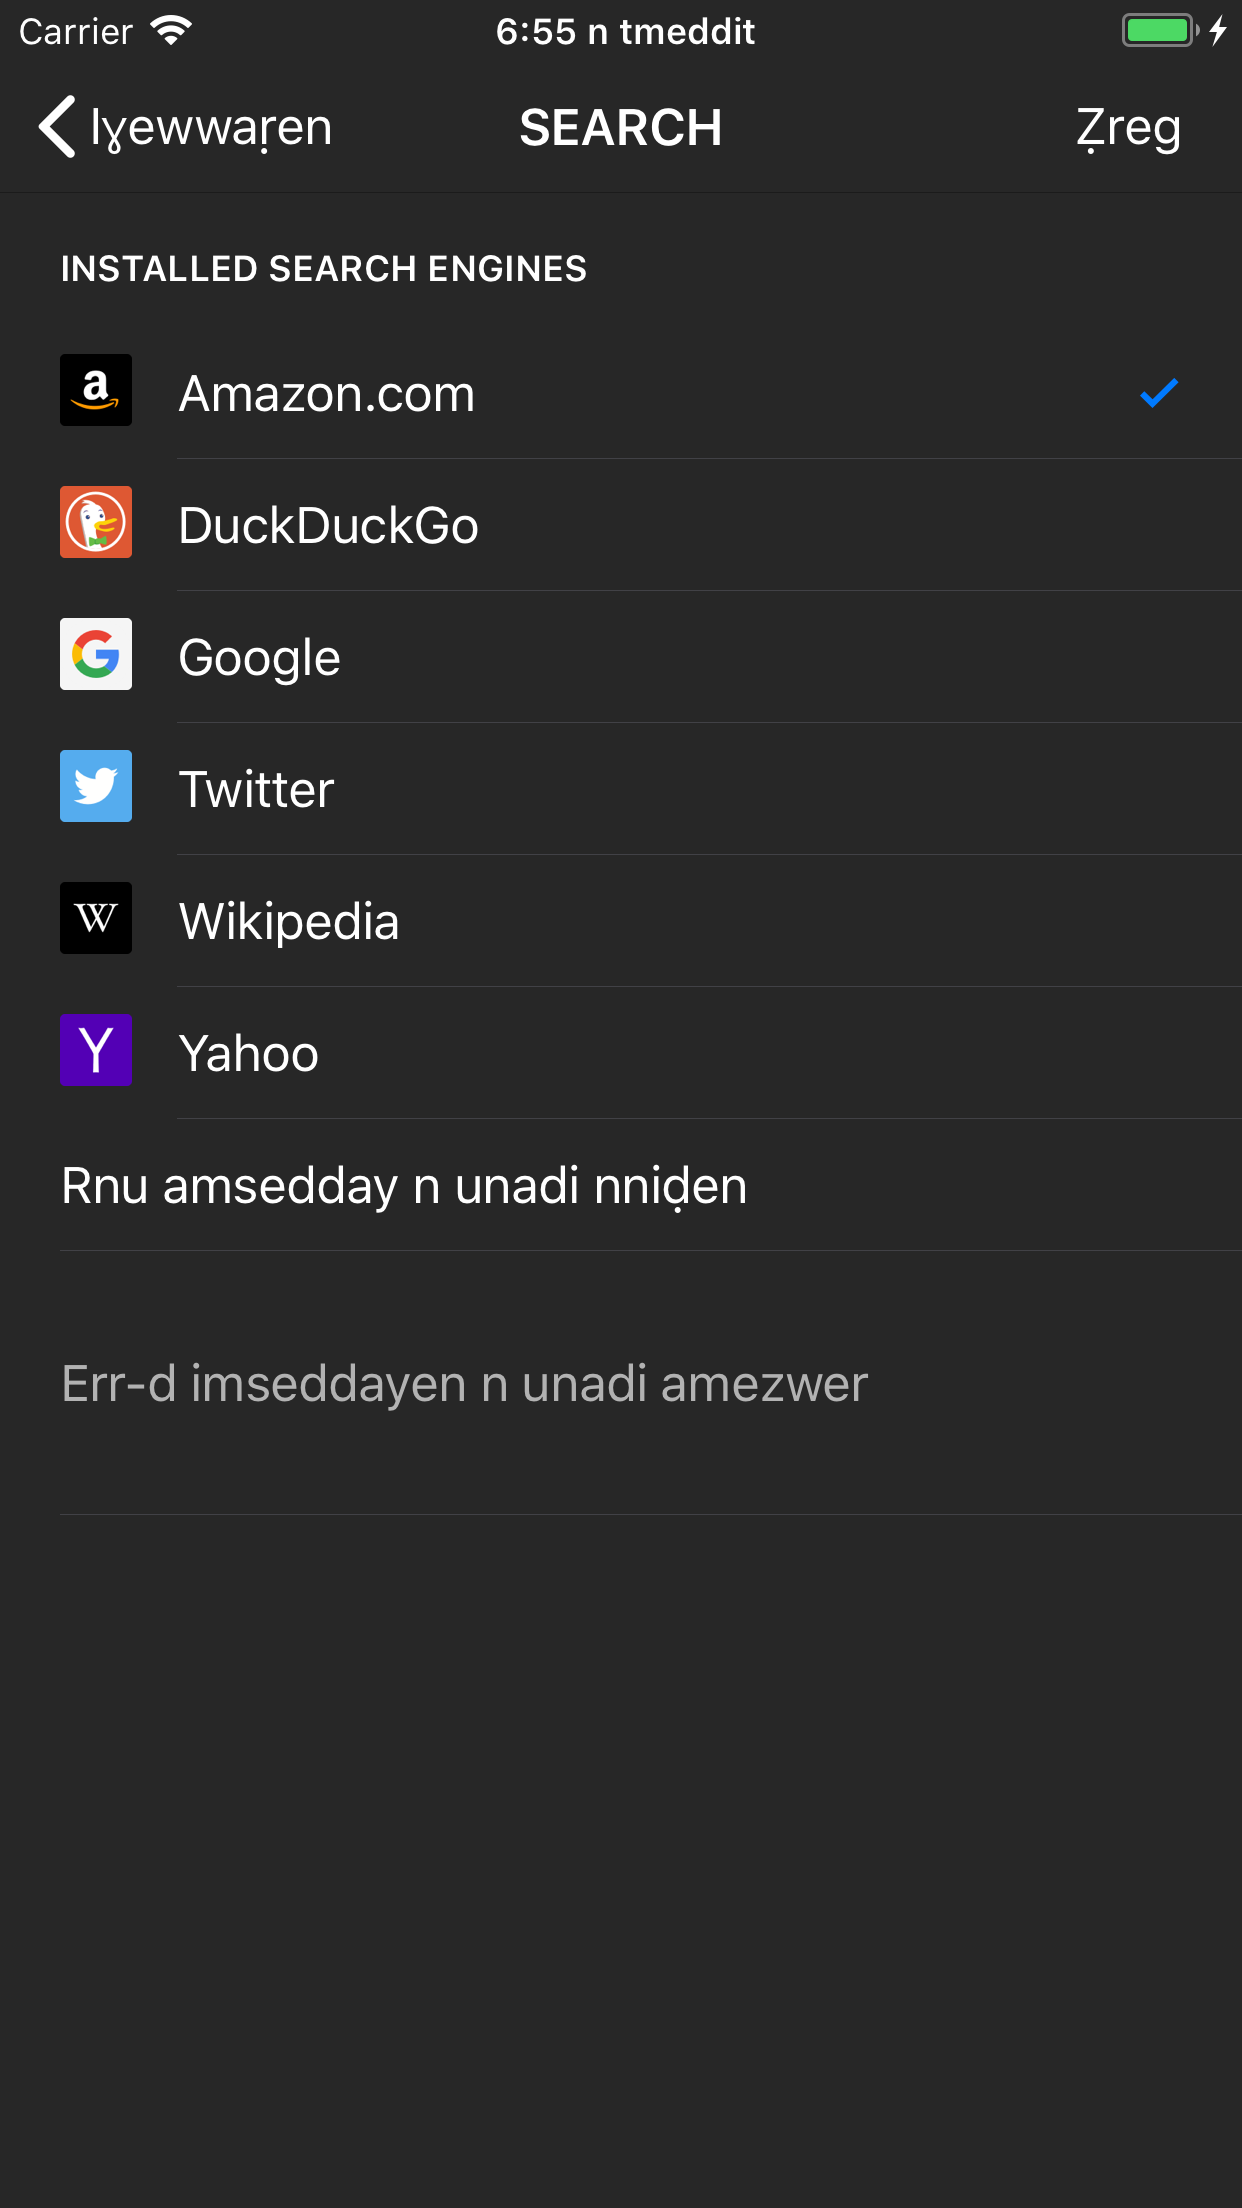 Carrier 6:55 n tmeddit
Iɣewwaṛen SEARCH Ẓreg
INSTALLED SEARCH ENGINES
Amazon.com
DuckDuckGo
Google
Twitter
Wikipedia
Yahoo
Rnu amsedday n unadi nniḍen
Err-d imseddayen n unadi amezwer